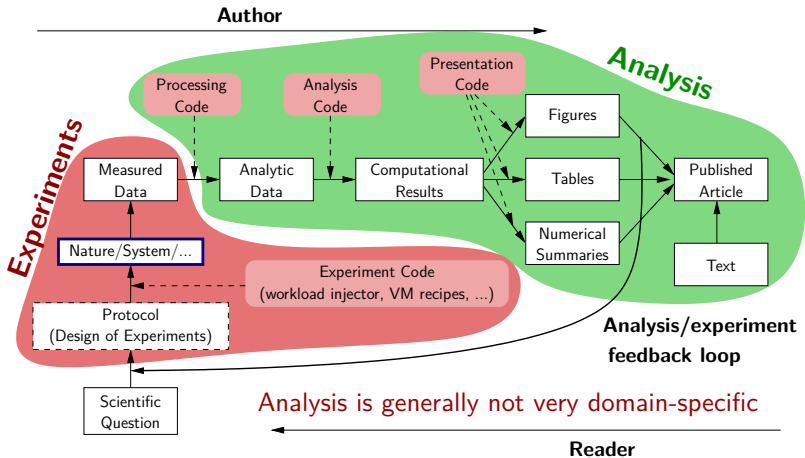 Author
Analysis
Processing
Code
Analysis
Code
Presentation
Code
Figures
Experiments
Measured
Data
Analytic
Data
Computational
Results
Tables
Published
Article
Nature/System/...
Numerical
Summaries
Text
Experiment Code
(workload injector, VM recipes, ...)
Protocol
(Design of Experiments)
Analysis/experiment
feedback loop
Scientific
Question
Analysis is generally not very domain-specific
Reader